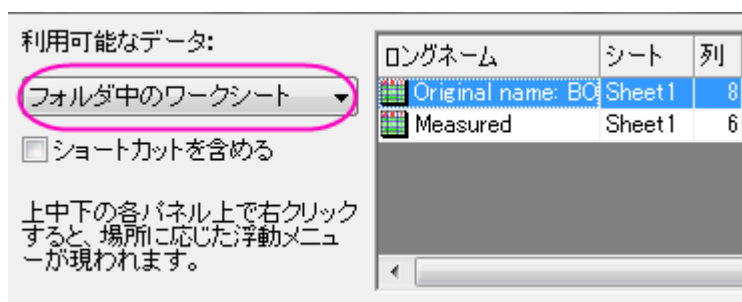 利用可能なデータ:
フォルダ中のワークシート
ショートカットを含める
上中下の各パネル上で右クリック
すると、場所に応じた浮動メニュ
ーが現われます。
ロングネーム シート 列
Original name: BO Sheet1 8
Measured Sheet1 6